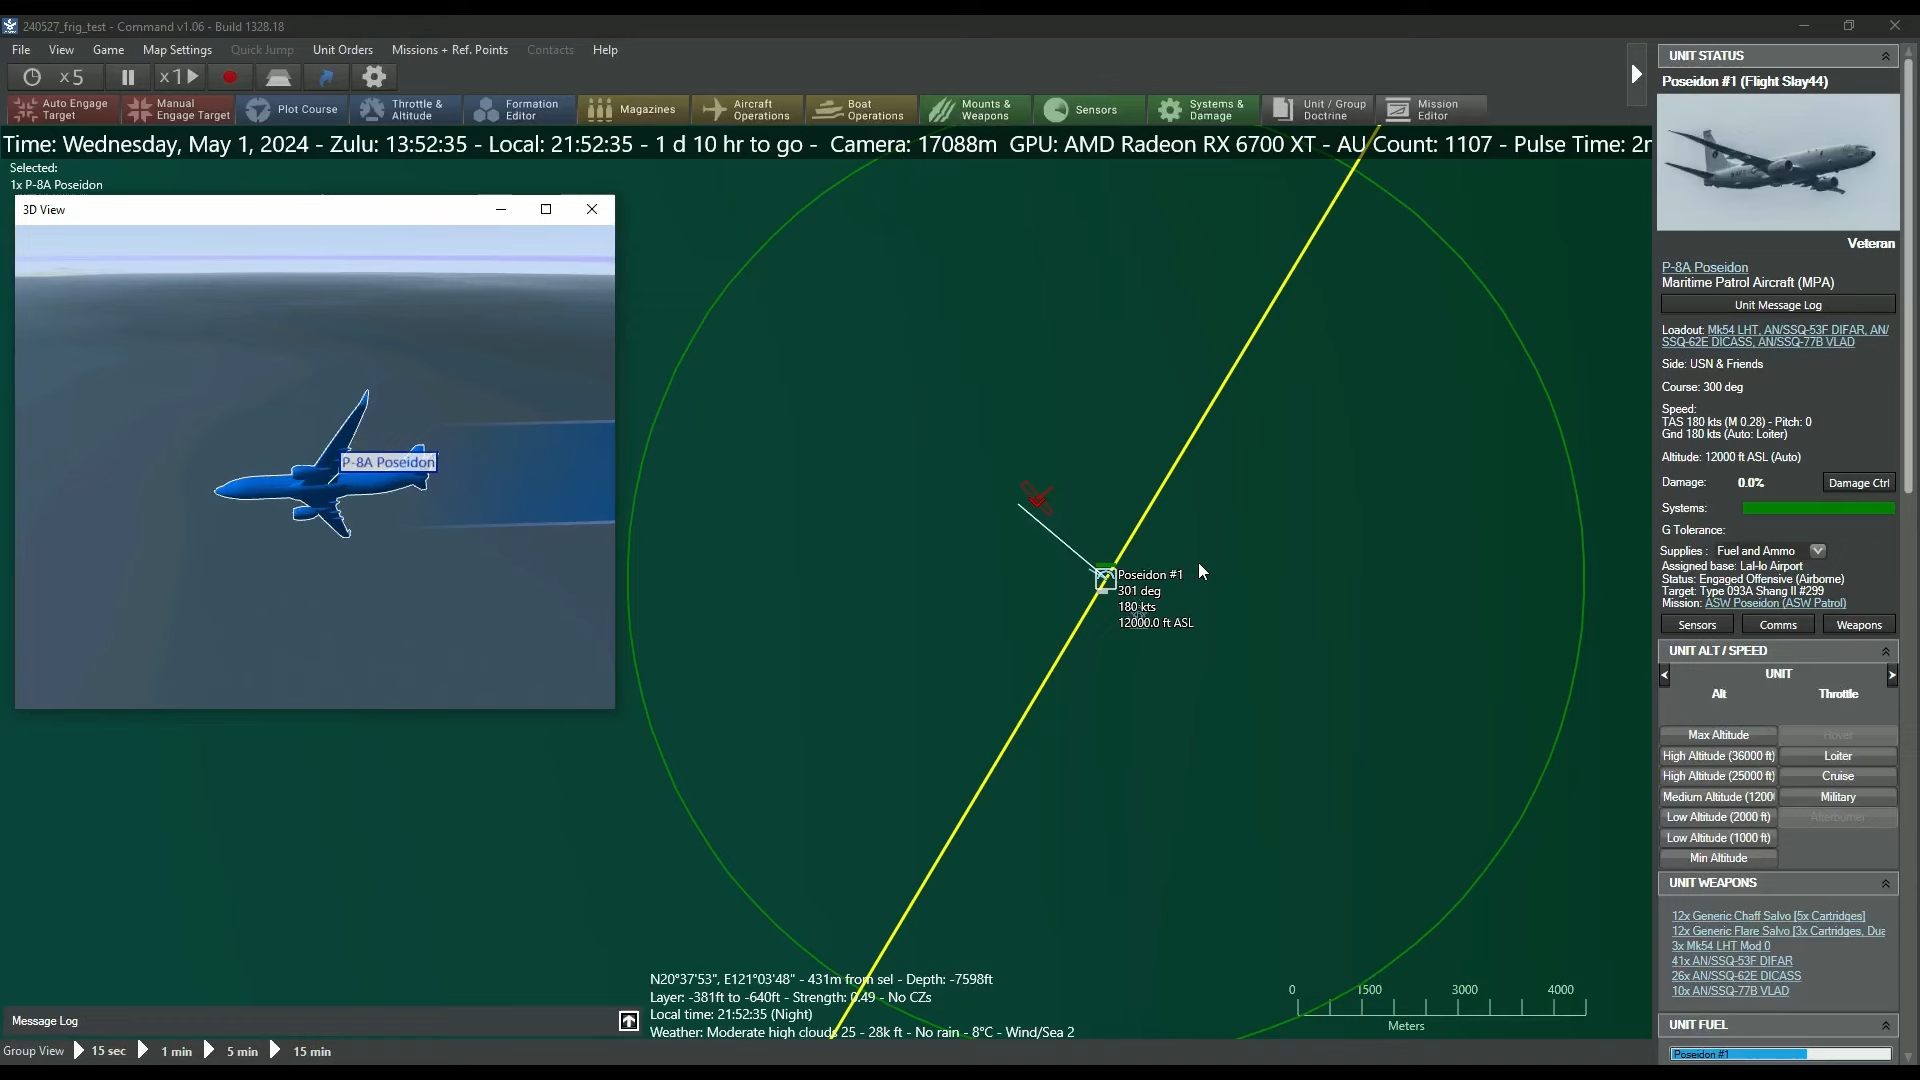 240527_frig_test - Command v1.06 - Build 1328.18
File View Game Map Settings Quick Jump Unit Orders Missions + Ref. Points Contacts Help
x 5 x1
Auto Engage Target
Manual Engage Target
Plot Course
Throttle & Altitude
Formation Editor
Magazines
Aircraft Operations
Boat Operations
Mounts & Weapons
Sensors
Systems & Damage
Unit / Group Doctrine
Mission Editor
Time: Wednesday, May 1, 2024 - Zulu: 13:52:35 - Local: 21:52:35 - 1 d 10 hr to go - Camera: 17088m GPU: AMD Radeon RX 6700 XT - AU Count: 1107 - Pulse Time: 2r
Selected:
1x P-8A Poseidon
3D View
P-8A Poseidon
Poseidon #1
301 deg
180 kts
12000.0 ft ASL
N20°37'53", E121°03'48" - 431m from sel - Depth: -7598ft
Layer: -381ft to -640ft - Strength: 0.49 - No CZs
Local time: 21:52:35 (Night)
Weather: Moderate high clouds 25 - 28k ft - No rain - 8°C - Wind/Sea 2
0 1500 3000 4000
Meters
Message Log
Group View 15 sec 1 min 5 min 15 min
UNIT STATUS
Poseidon #1 (Flight Slay44)
Veteran
P-8A Poseidon
Maritime Patrol Aircraft (MPA)
Unit Message Log
Loadout: Mk54 LHT, AN/SSQ-53F DIFAR, AN/
SSQ-62E DICASS, AN/SSQ-77B VLAD
Side: USN & Friends
Course: 300 deg
Speed:
TAS 180 kts (M 0.28) - Pitch: 0
Gnd 180 kts (Auto: Loiter)
Altitude: 12000 ft ASL (Auto)
Damage: 0.0% Damage Ctrl
Systems:
G Tolerance:
Supplies : Fuel and Ammo
Assigned base: Lal-lo Airport
Status: Engaged Offensive (Airborne)
Target: Type 093A Shang II #299
Mission: ASW Poseidon (ASW Patrol)
Sensors Comms Weapons
UNIT ALT / SPEED
< UNIT >
Alt Throttle
Max Altitude Hover
High Altitude (36000 ft) Loiter
High Altitude (25000 ft) Cruise
Medium Altitude (1200 Military
Low Altitude (2000 ft) Afterburner
Low Altitude (1000 ft)
Min Altitude
UNIT WEAPONS
12x Generic Chaff Salvo [5x Cartridges]
12x Generic Flare Salvo [3x Cartridges, Dua
3x Mk54 LHT Mod 0
41x AN/SSQ-53F DIFAR
26x AN/SSQ-62E DICASS
10x AN/SSQ-77B VLAD
UNIT FUEL
Poseidon #1